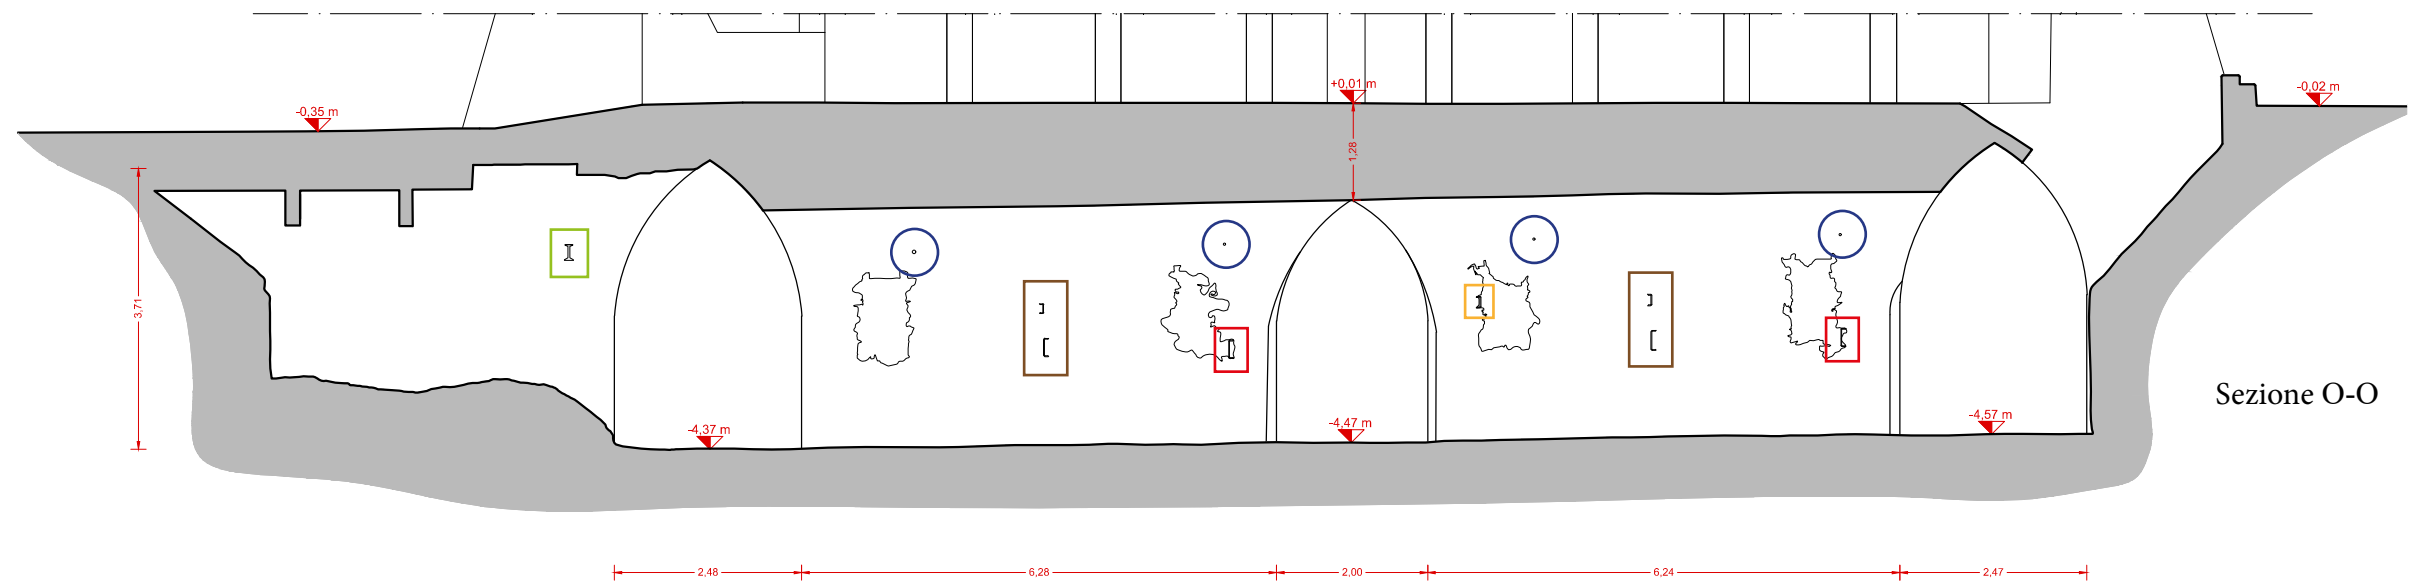 +0,01 m
-0,02 m
-0,35 m
1,28
3,71
Sezione O-O
-4,57 m
-4,47 m
-4,37 m
2,48
6,28
2,00
6,24
2,47